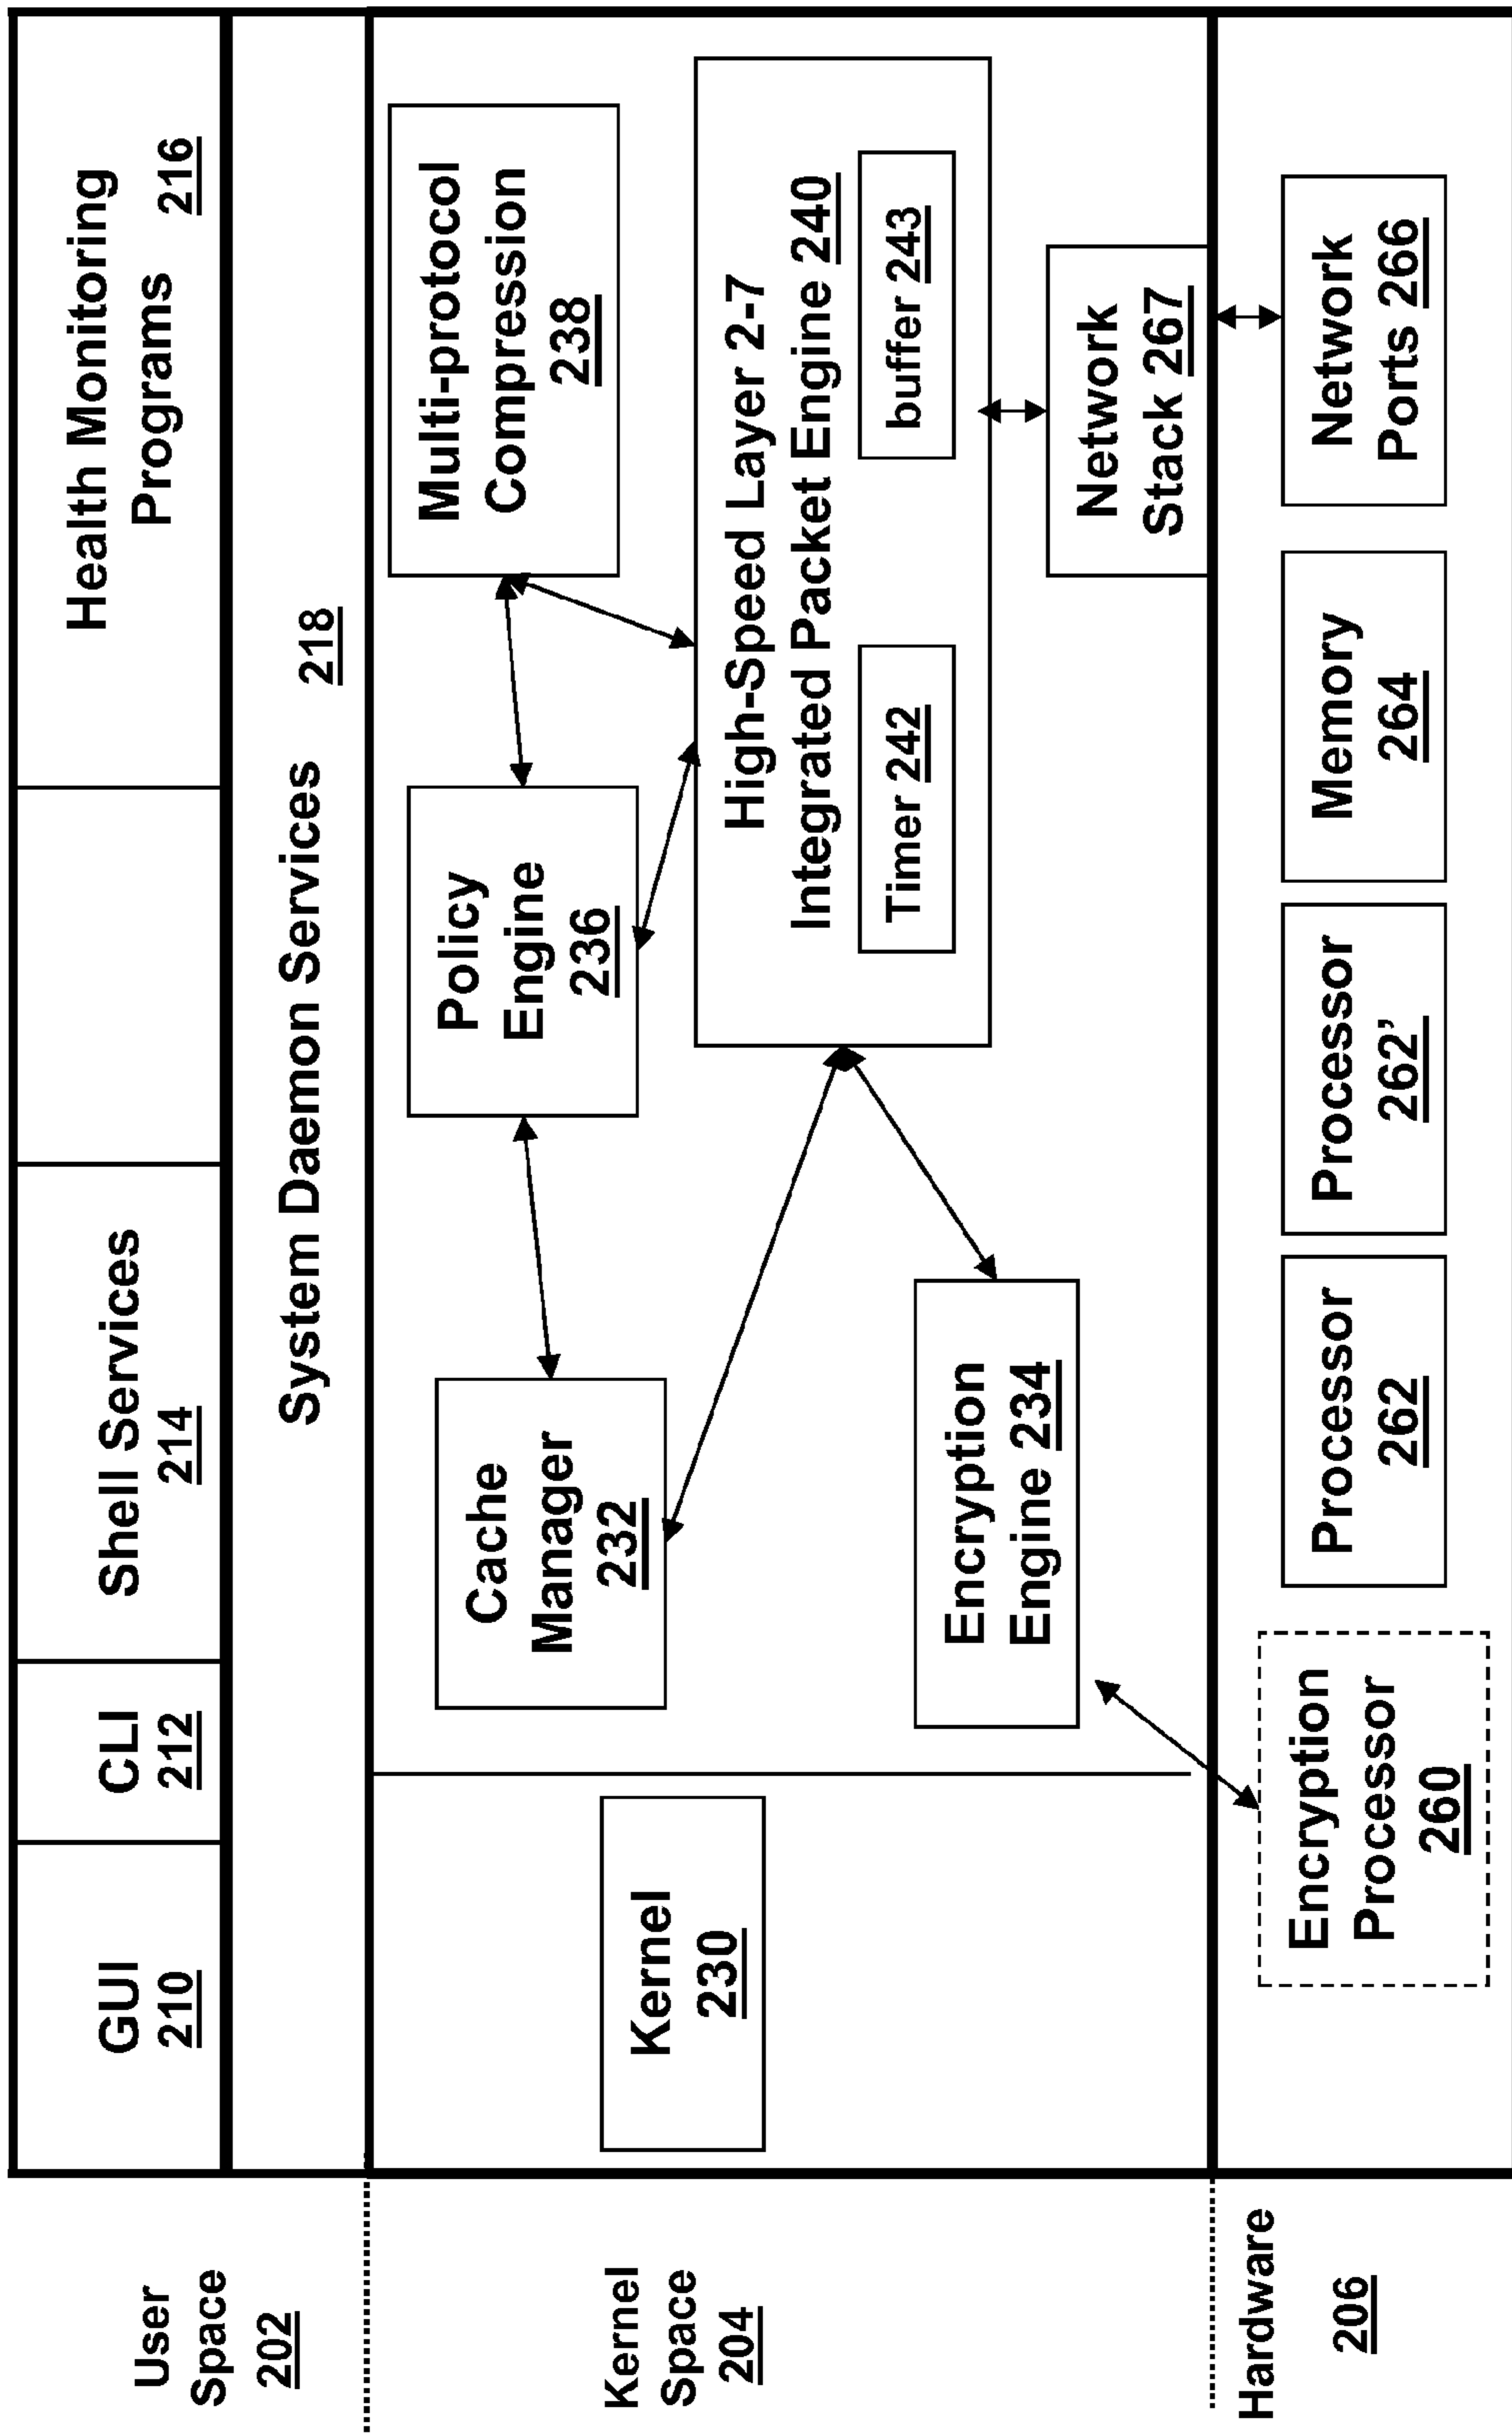 User
Space
202
GUI
210
CLI
212
Shell Services
214
Health Monitoring
Programs 216
System Daemon Services 218
Kernel
Space
204
Kernel
230
Cache
Manager
232
Policy
Engine
236
Multi-protocol
Compression
238
High-Speed Layer 2-7
Integrated Packet Engine 240
Timer 242
buffer 243
Encryption
Engine 234
Network
Stack 267
Hardware
206
Encryption
Processor
260
Processor
262
Processor
262’
Memory
264
Network
Ports 266